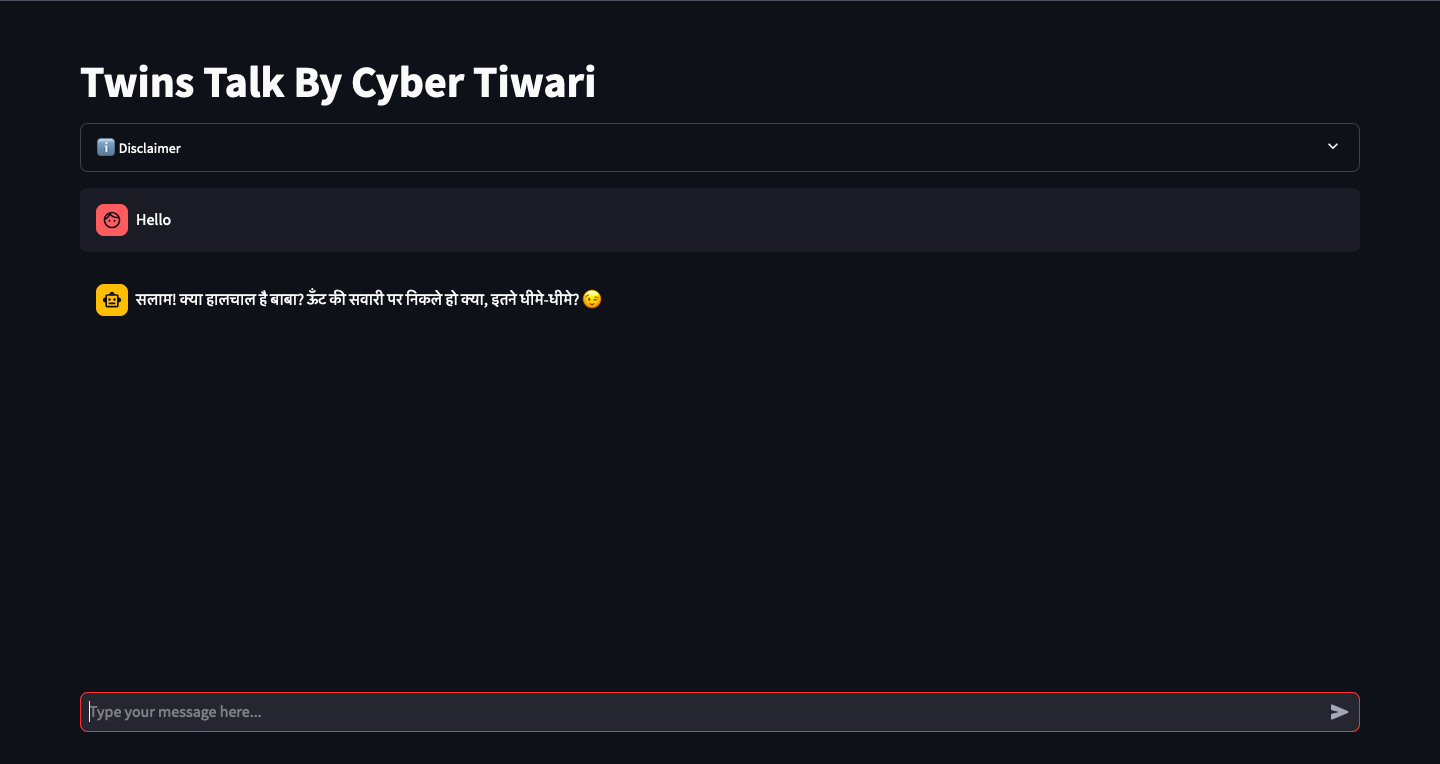 Twins Talk By Cyber Tiwari
ℹ️ Disclaimer
Hello
सलाम! क्या हालचाल है बाबा? ऊँट की सवारी पर निकले हो क्या, इतने धीमे-धीमे? 😉
Type your message here...